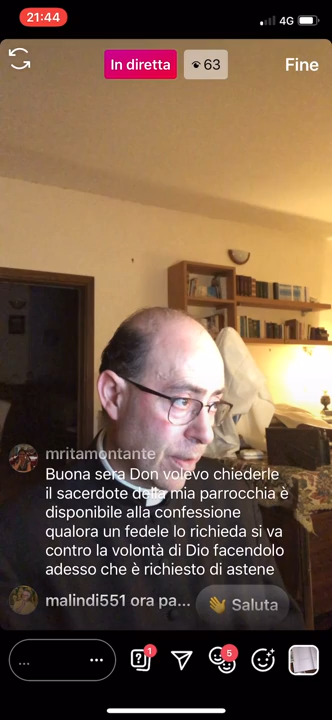 21:44
4G
In diretta
63
Fine
mritamontante
Buona sera Don volevo chiederle
il sacerdote della mia parrocchia è
disponibile alla confessione
qualora un fedele lo richieda si va
contro la volontà di Dio facendolo
adesso che è richiesto di astene
malindi551 ora pa...
👋 Saluta
...
1
5